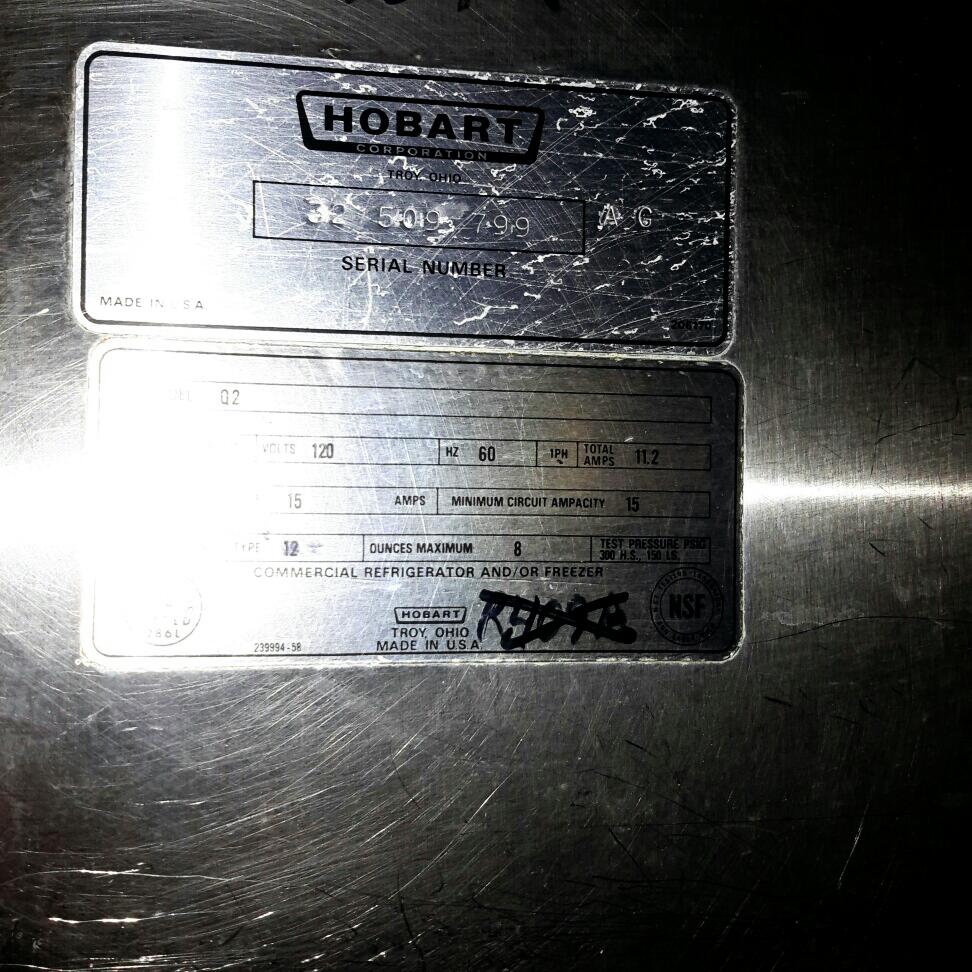 HOBART
CORPORATION
TROY, OHIO
32 509 799 A G
SERIAL NUMBER
MADE IN U.S.A.
Q2
VOLTS 120 HZ 60 1PH TOTAL AMPS 11.2
15 AMPS MINIMUM CIRCUIT AMPACITY 15
TYPE 12 OUNCES MAXIMUM 8 TEST PRESSURE PSIG 300 H.S., 150 L.S.
COMMERCIAL REFRIGERATOR AND/OR FREEZER
HOBART
NSF
TROY, OHIO
239994-58 MADE IN U.S.A.